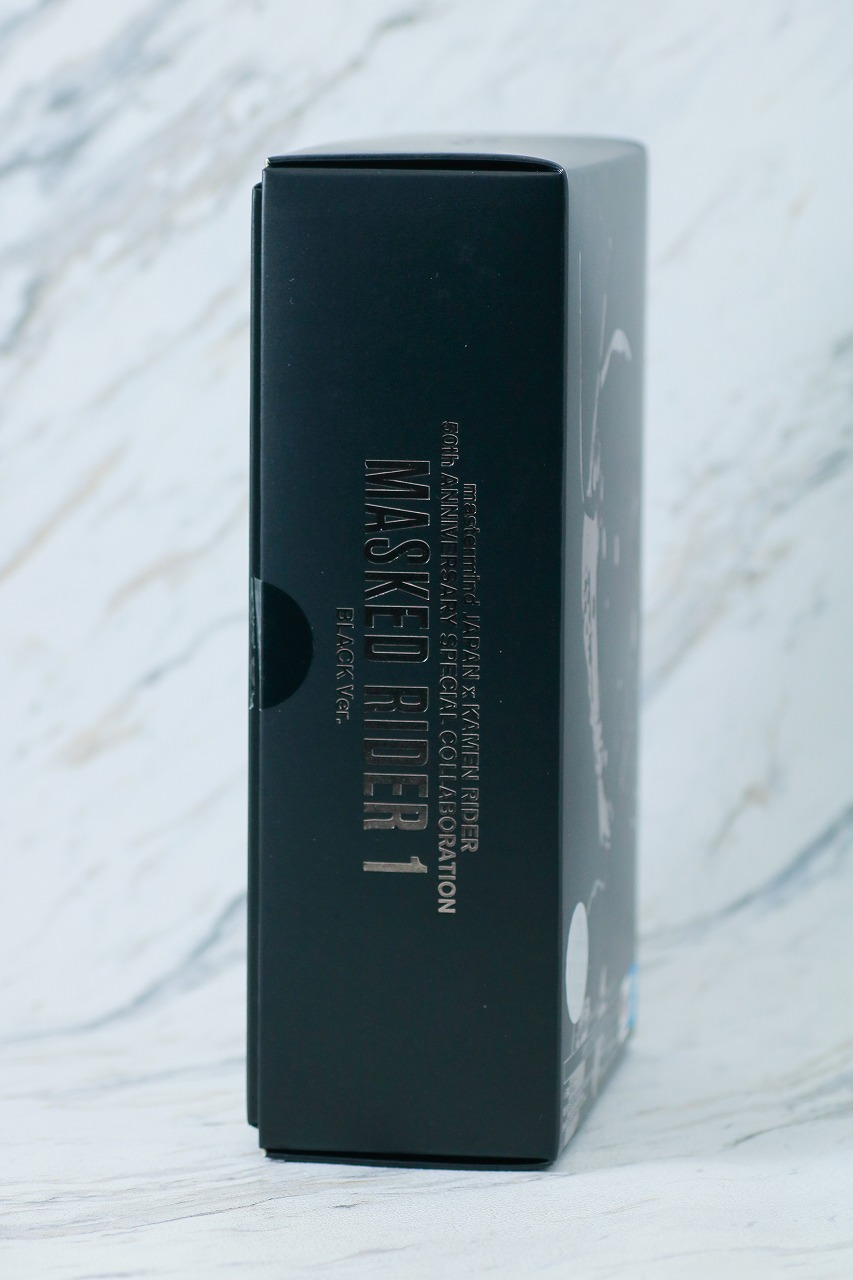 mastermind JAPAN x KAMEN RIDER
50th ANNIVERSARY SPECIAL COLLABORATION
MASKED RIDER 1
BLACK Ver.